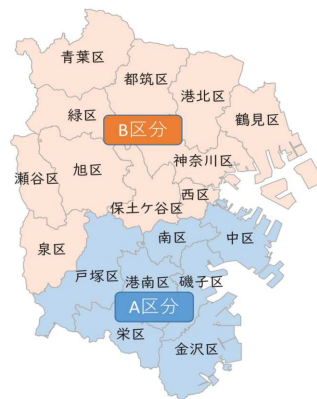 青葉区
都筑区
港北区
緑区
鶴見区
B区分
神奈川区
旭区
瀬谷区
西区
保土ケ谷区
南区
中区
泉区
戸塚区
港南区
磯子区
A区分
栄区
金沢区